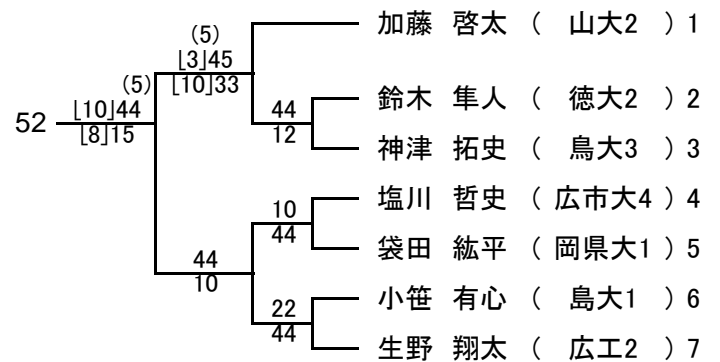 加藤 啓太 ( 山大2 ) 1
(5)
⌊3⌋45
⌊10⌋33
鈴木 隼人 ( 徳大2 ) 2
44
12
神津 拓史 ( 鳥大3 ) 3
(5)
52 ⌊10⌋44
⌊8⌋15
塩川 哲史 ( 広市大4 ) 4
10
44
袋田 紘平 ( 岡県大1 ) 5
44
10
小笹 有心 ( 島大1 ) 6
22
44
生野 翔太 ( 広工2 ) 7